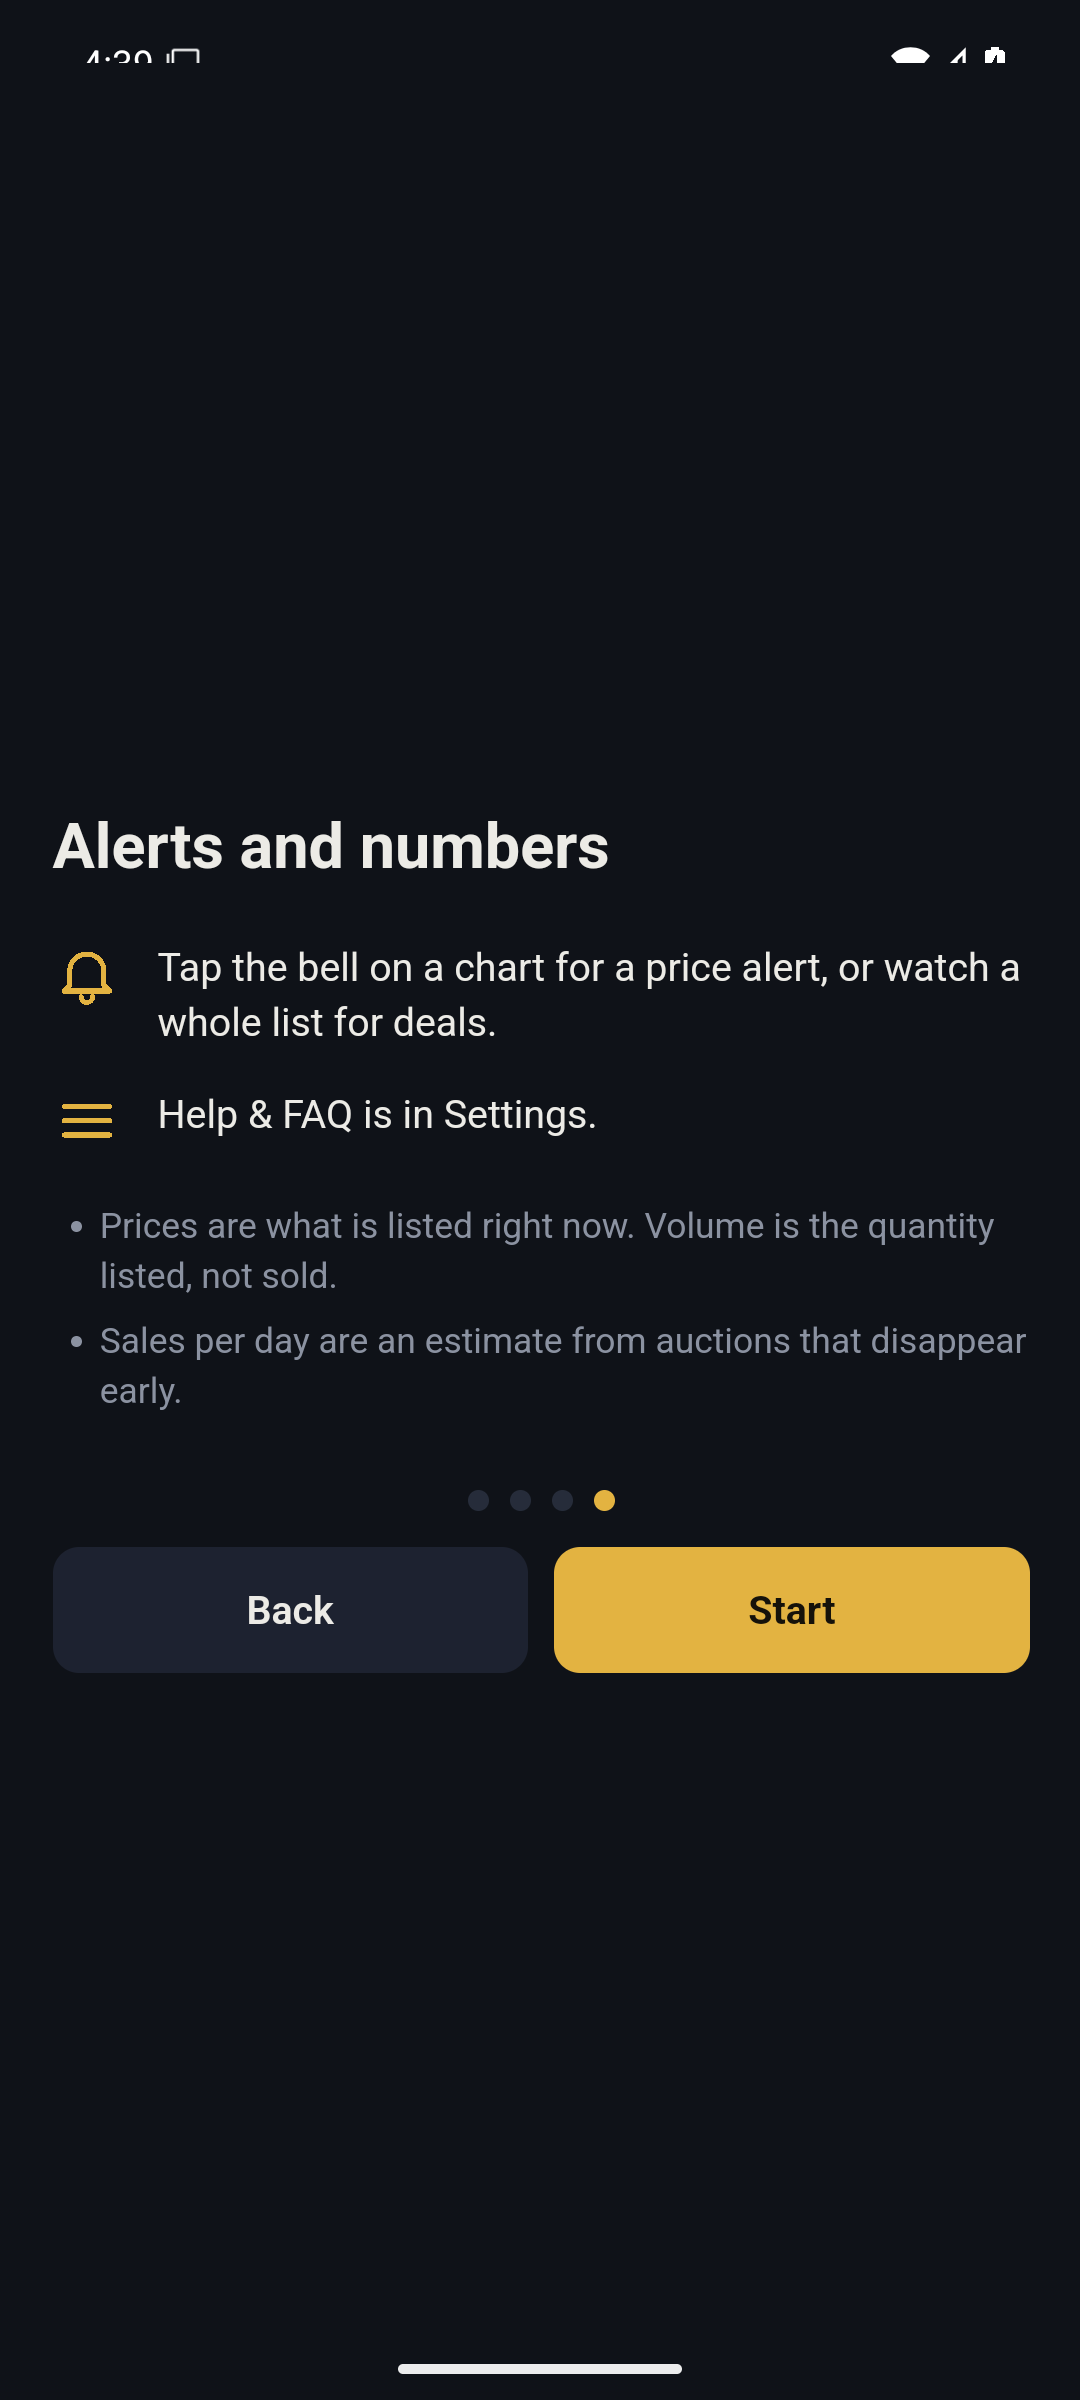 Alerts and numbers
Tap the bell on a chart for a price alert, or watch a
whole list for deals.
Help & FAQ is in Settings.
• Prices are what is listed right now. Volume is the quantity
listed, not sold.
• Sales per day are an estimate from auctions that disappear
early.
Back
Start